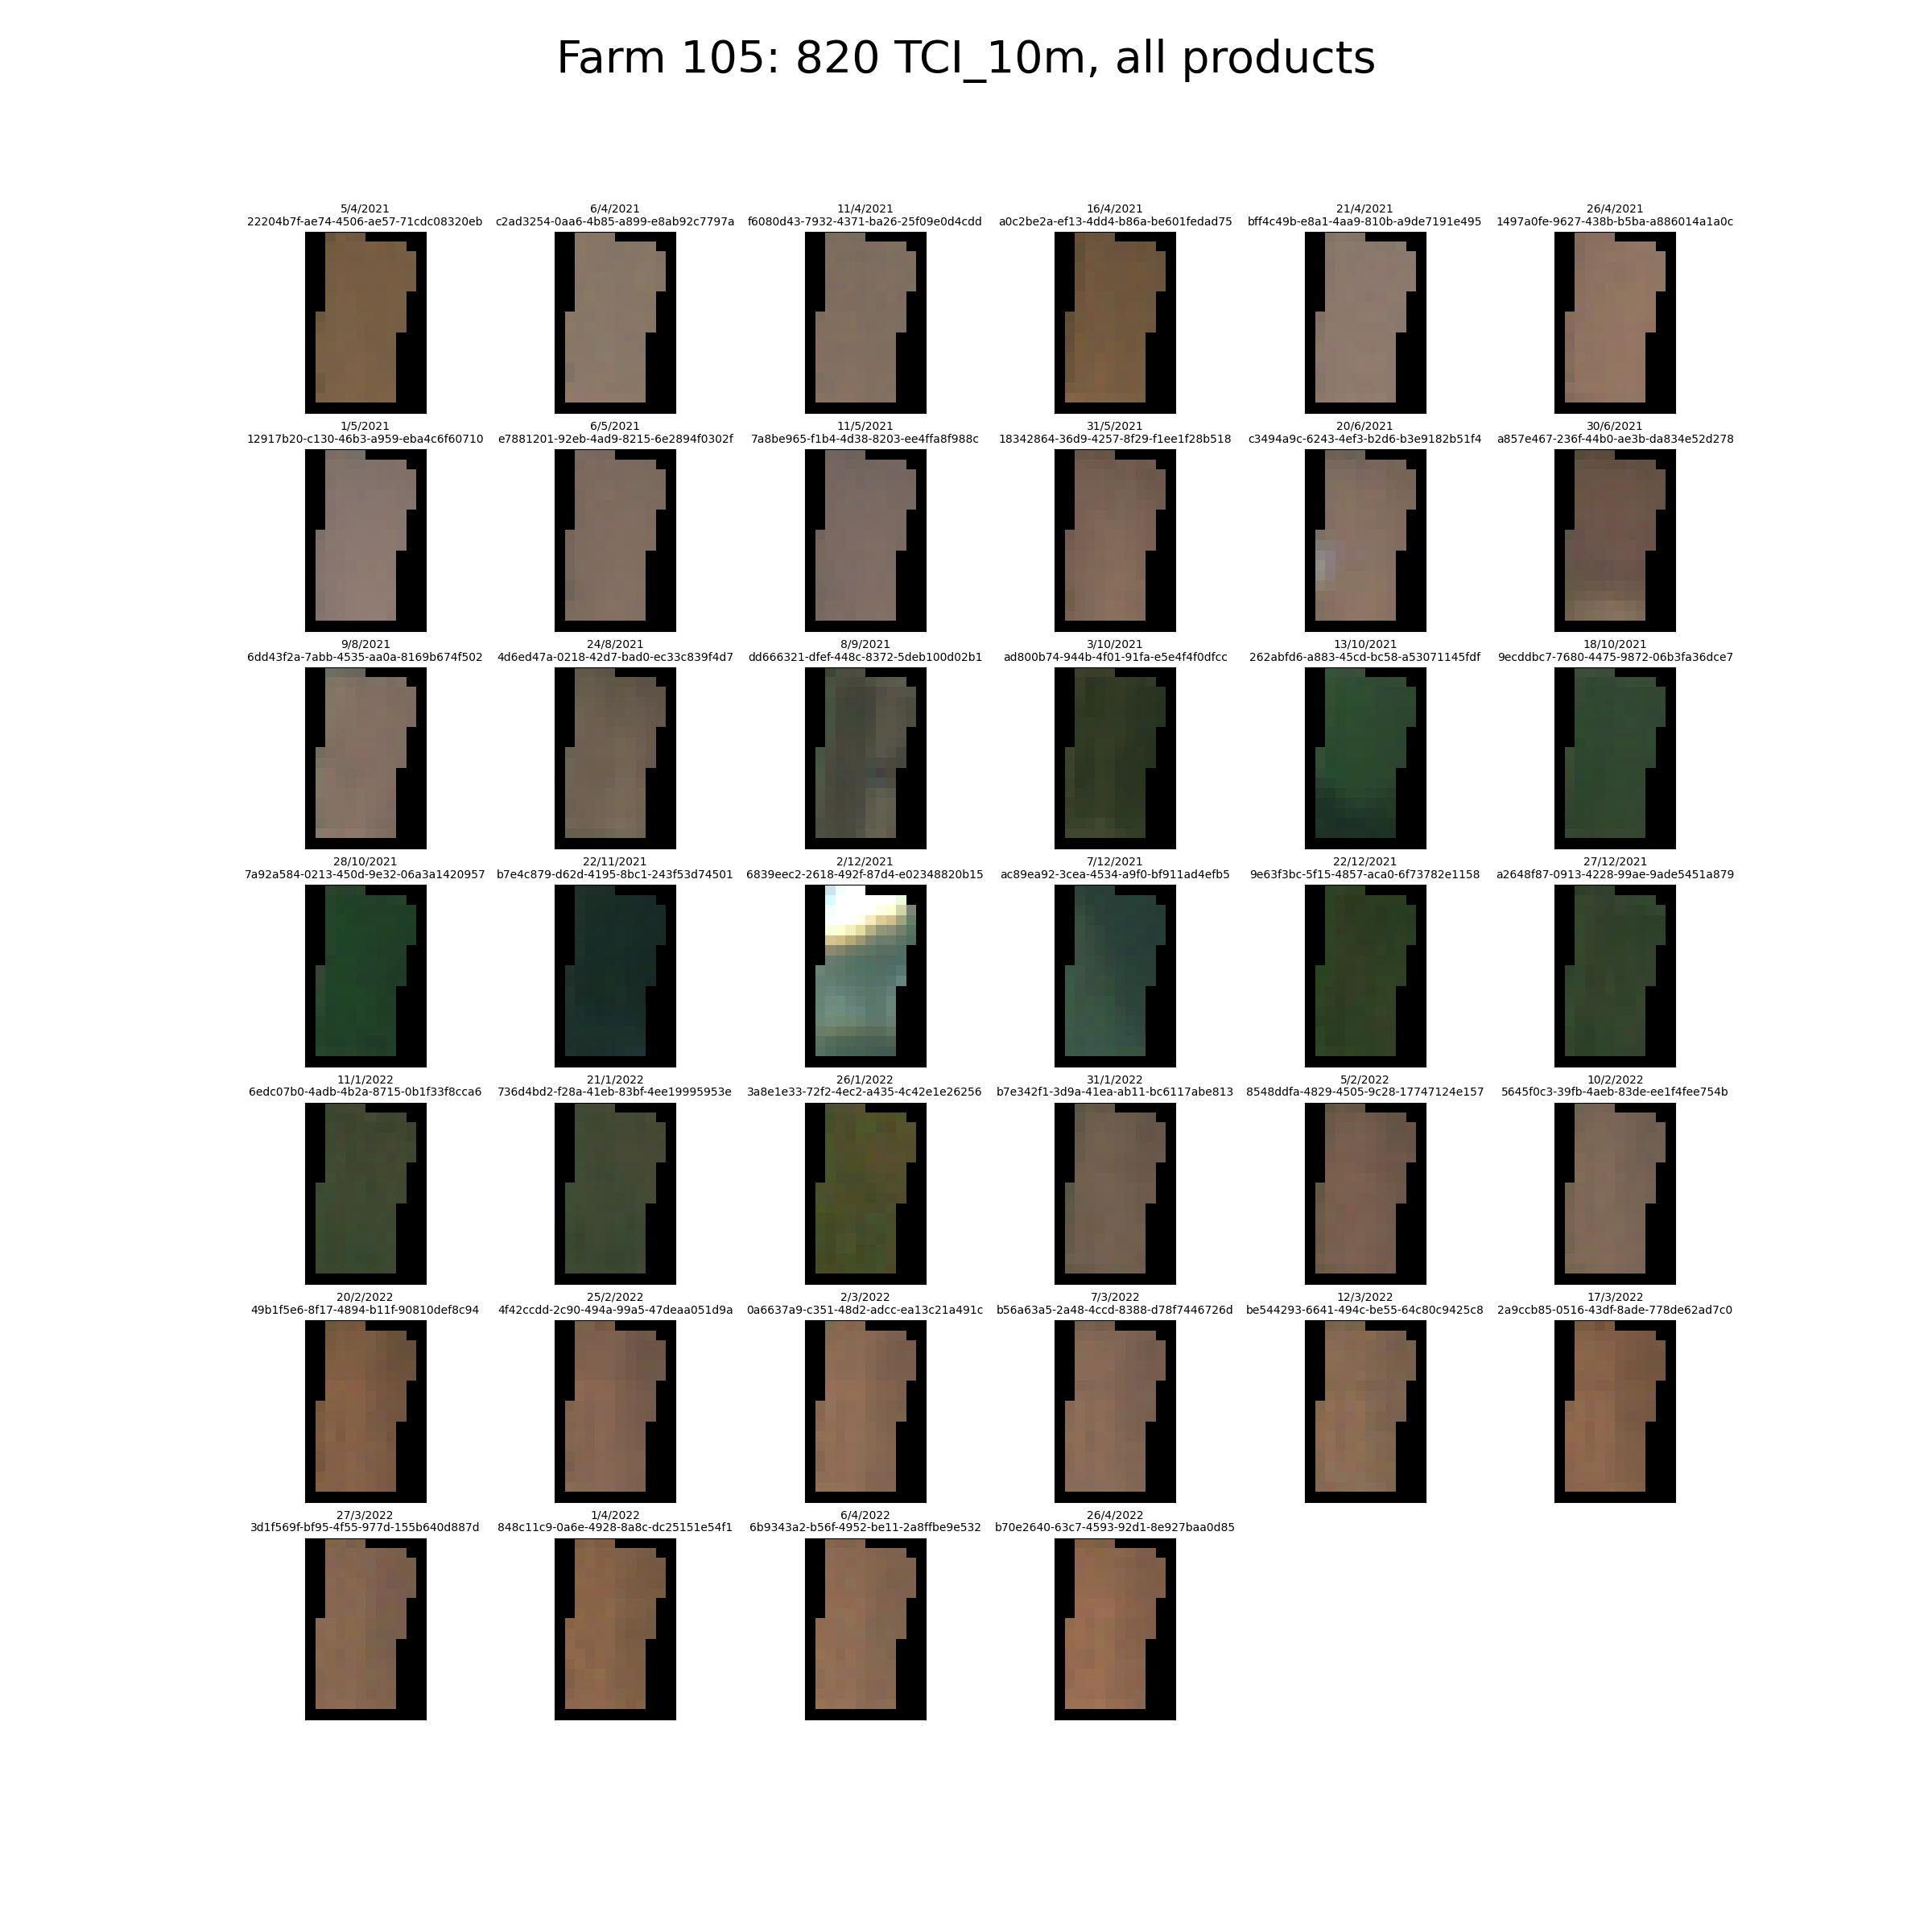 Farm 105: 820 TCI_10m, all products
5/4/2021 6/4/2021 11/4/2021 16/4/2021 21/4/2021 26/4/2021
22204b7f-ae74-4506-ae57-71cdc08320eb c2ad3254-0aa6-4b85-a899-e8ab92c7797a f6080d43-7932-4371-ba26-25f09e0d4cdd a0c2be2a-ef13-4dd4-b86a-be601fedad75 bff4c49b-e8a1-4aa9-810b-a9de7191e495 1497a0fe-9627-438b-b5ba-a886014a1a0c
1/5/2021 6/5/2021 11/5/2021 31/5/2021 20/6/2021 30/6/2021
12917b20-c130-46b3-a959-eba4c6f60710 e7881201-92eb-4ad9-8215-6e2894f0302f 7a8be965-f1b4-4d38-8203-ee4ffa8f988c 18342864-36d9-4257-8f29-f1ee1f28b518 c3494a9c-6243-4ef3-b2d6-b3e9182b51f4 a857e467-236f-44b0-ae3b-da834e52d278
9/8/2021 24/8/2021 8/9/2021 3/10/2021 13/10/2021 18/10/2021
6dd43f2a-7abb-4535-aa0a-8169b674f502 4d6ed47a-0218-42d7-bad0-ec33c839f4d7 dd666321-dfef-448c-8372-5deb100d02b1 ad800b74-944b-4f01-91fa-e5e4f4f0dfcc 262abfd6-a883-45cd-bc58-a53071145fdf 9ecddbc7-7680-4475-9872-06b3fa36dce7
28/10/2021 22/11/2021 2/12/2021 7/12/2021 22/12/2021 27/12/2021
7a92a584-0213-450d-9e32-06a3a1420957 b7e4c879-d62d-4195-8bc1-243f53d74501 6839eec2-2618-492f-87d4-e02348820b15 ac89ea92-3cea-4534-a9f0-bf911ad4efb5 9e63f3bc-5f15-4857-aca0-6f73782e1158 a2648f87-0913-4228-99ae-9ade5451a879
11/1/2022 21/1/2022 26/1/2022 31/1/2022 5/2/2022 10/2/2022
6edc07b0-4adb-4b2a-8715-0b1f33f8cca6 736d4bd2-f28a-41eb-83bf-4ee19995953e 3a8e1e33-72f2-4ec2-a435-4c42e1e26256 b7e342f1-3d9a-41ea-ab11-bc6117abe813 8548ddfa-4829-4505-9c28-17747124e157 5645f0c3-39fb-4aeb-83de-ee1f4fee754b
20/2/2022 25/2/2022 2/3/2022 7/3/2022 12/3/2022 17/3/2022
49b1f5e6-8f17-4894-b11f-90810def8c94 4f42ccdd-2c90-494a-99a5-47deaa051d9a 0a6637a9-c351-48d2-adcc-ea13c21a491c b56a63a5-2a48-4ccd-8388-d78f7446726d be544293-6641-494c-be55-64c80c9425c8 2a9ccb85-0516-43df-8ade-778de62ad7c0
27/3/2022 1/4/2022 6/4/2022 26/4/2022
3d1f569f-bf95-4f55-977d-155b640d887d 848c11c9-0a6e-4928-8a8c-dc25151e54f1 6b9343a2-b56f-4952-be11-2a8ffbe9e532 b70e2640-63c7-4593-92d1-8e927baa0d85